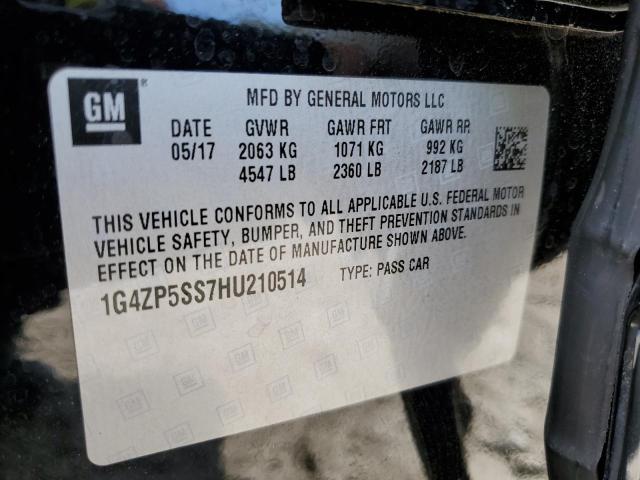 GM
MFD BY GENERAL MOTORS LLC
DATE GVWR GAWR FRT GAWR RR
05/17 2063 KG 1071 KG 992 KG
4547 LB 2360 LB 2187 LB
THIS VEHICLE CONFORMS TO ALL APPLICABLE U.S. FEDERAL MOTOR
VEHICLE SAFETY, BUMPER, AND THEFT PREVENTION STANDARDS IN
EFFECT ON THE DATE OF MANUFACTURE SHOWN ABOVE.
1G4ZP5SS7HU210514 TYPE: PASS CAR